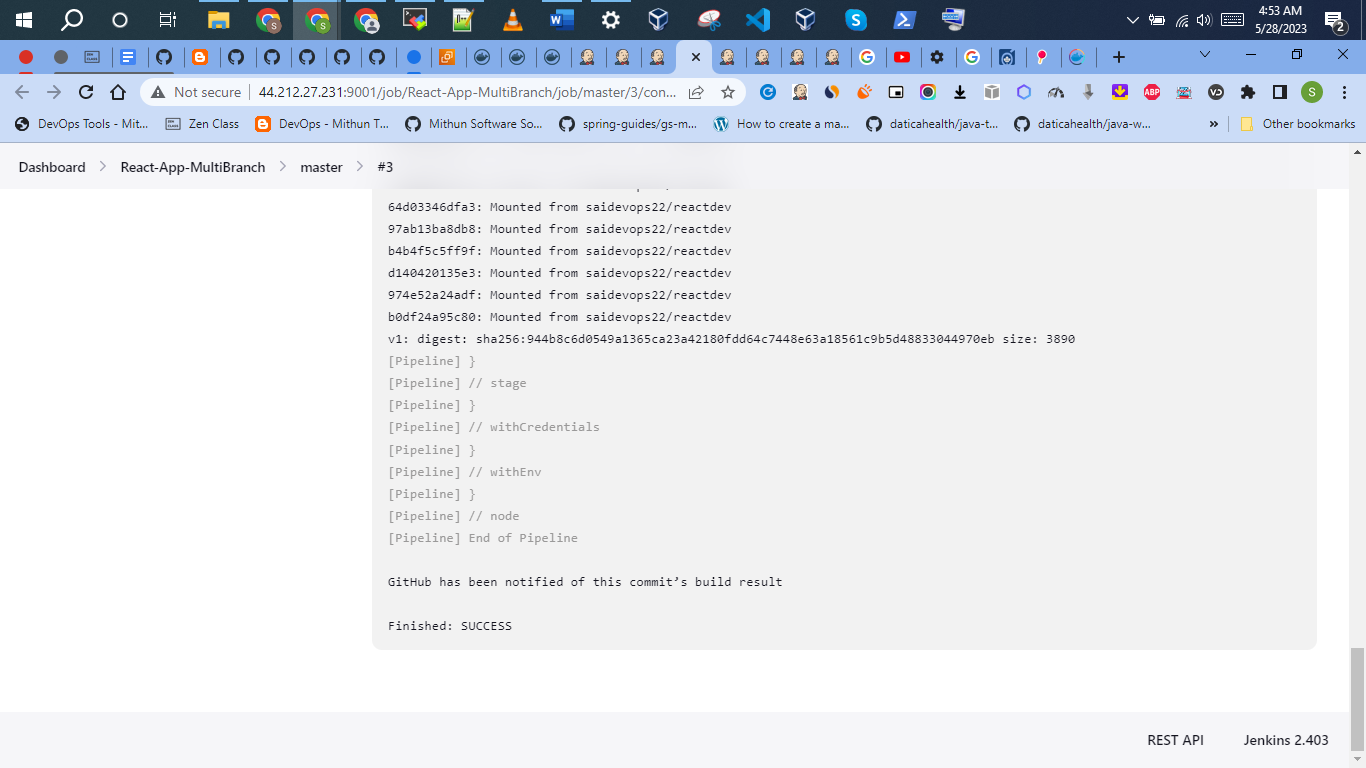 4:53 AM
5/28/2023
2
Not secure
44.212.27.231:9001/job/React-App-MultiBranch/job/master/3/con...
ABP
S
DevOps Tools - Mit...
Zen Class
DevOps - Mithun T...
Mithun Software So...
spring-guides/gs-m...
How to create a ma...
daticahealth/java-t...
daticahealth/java-w...
»
Other bookmarks
Dashboard
React-App-MultiBranch
master
#3
64d03346dfa3: Mounted from saidevops22/reactdev
97ab13ba8db8: Mounted from saidevops22/reactdev
b4b4f5c5ff9f: Mounted from saidevops22/reactdev
d140420135e3: Mounted from saidevops22/reactdev
974e52a24adf: Mounted from saidevops22/reactdev
b0df24a95c80: Mounted from saidevops22/reactdev
v1: digest: sha256:944b8c6d0549a1365ca23a42180fdd64c7448e63a18561c9b5d48833044970eb size: 3890
[Pipeline] }
[Pipeline] // stage
[Pipeline] }
[Pipeline] // withCredentials
[Pipeline] }
[Pipeline] // withEnv
[Pipeline] }
[Pipeline] // node
[Pipeline] End of Pipeline
GitHub has been notified of this commit’s build result
Finished: SUCCESS
REST API
Jenkins 2.403